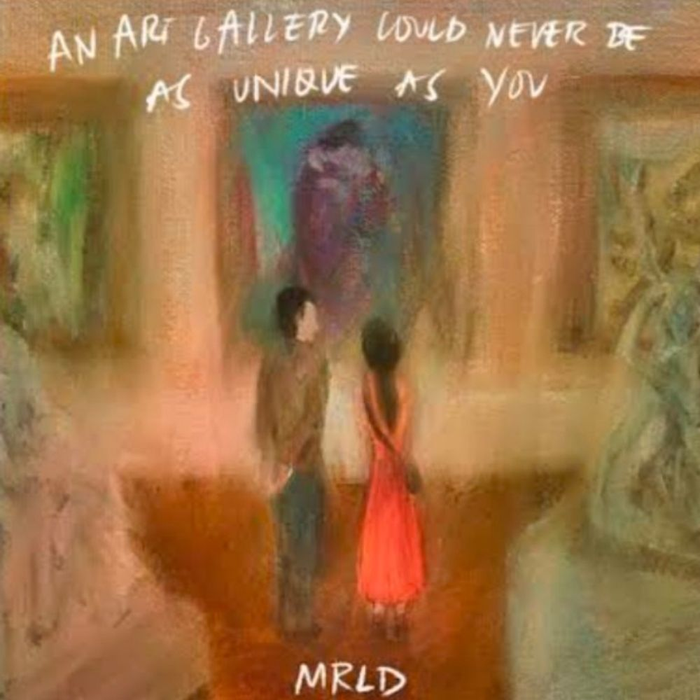 AN ART GALLERY COULD NEVER BE
AS UNIQUE AS YOU
MRLD